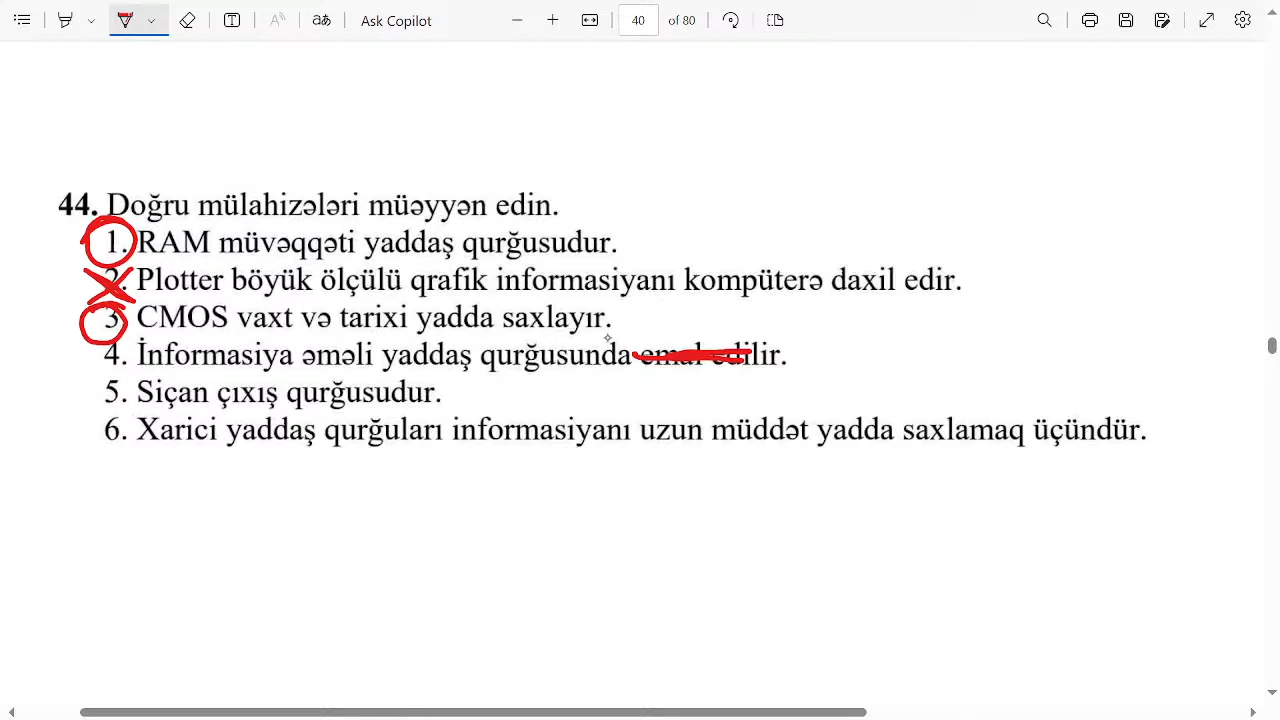 Ask Copilot
40 of 80
44. Doğru mülahizələri müəyyən edin.
1. RAM müvəqqəti yaddaş qurğusudur.
2. Plotter böyük ölçülü qrafik informasiyanı kompüterə daxil edir.
3. CMOS vaxt və tarixi yadda saxlayır.
4. İnformasiya əməli yaddaş qurğusunda emal edilir.
5. Siçan çıxış qurğusudur.
6. Xarici yaddaş qurğuları informasiyanı uzun müddət yadda saxlamaq üçündür.